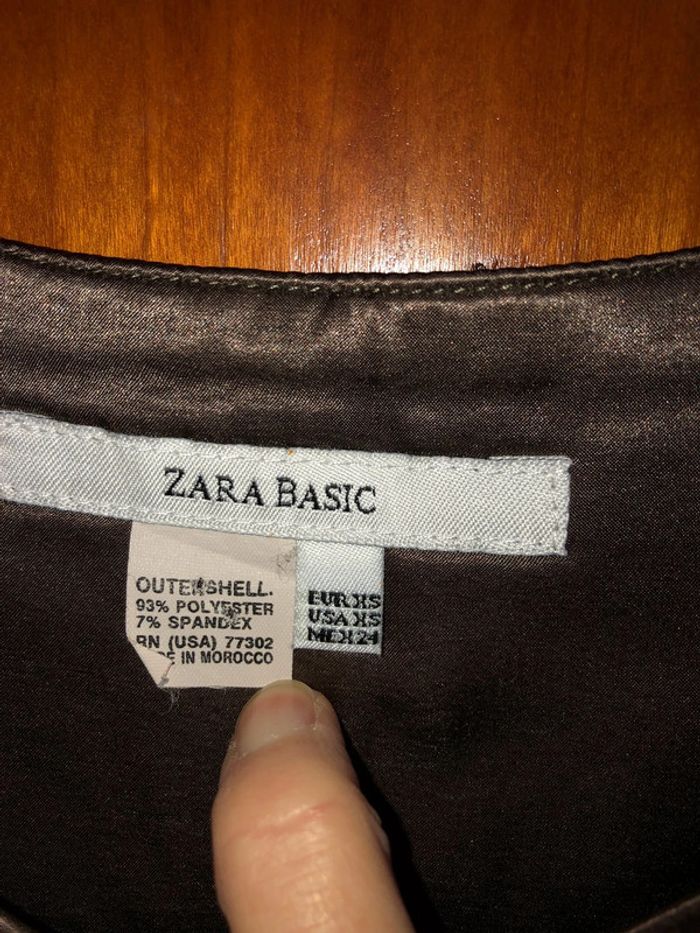 ZARA BASIC
OUTERSHELL.
93% POLYESTER
7% SPANDEX
RN (USA) 77302
IN MOROCCO
EUR XS
USA XS
MEX 24